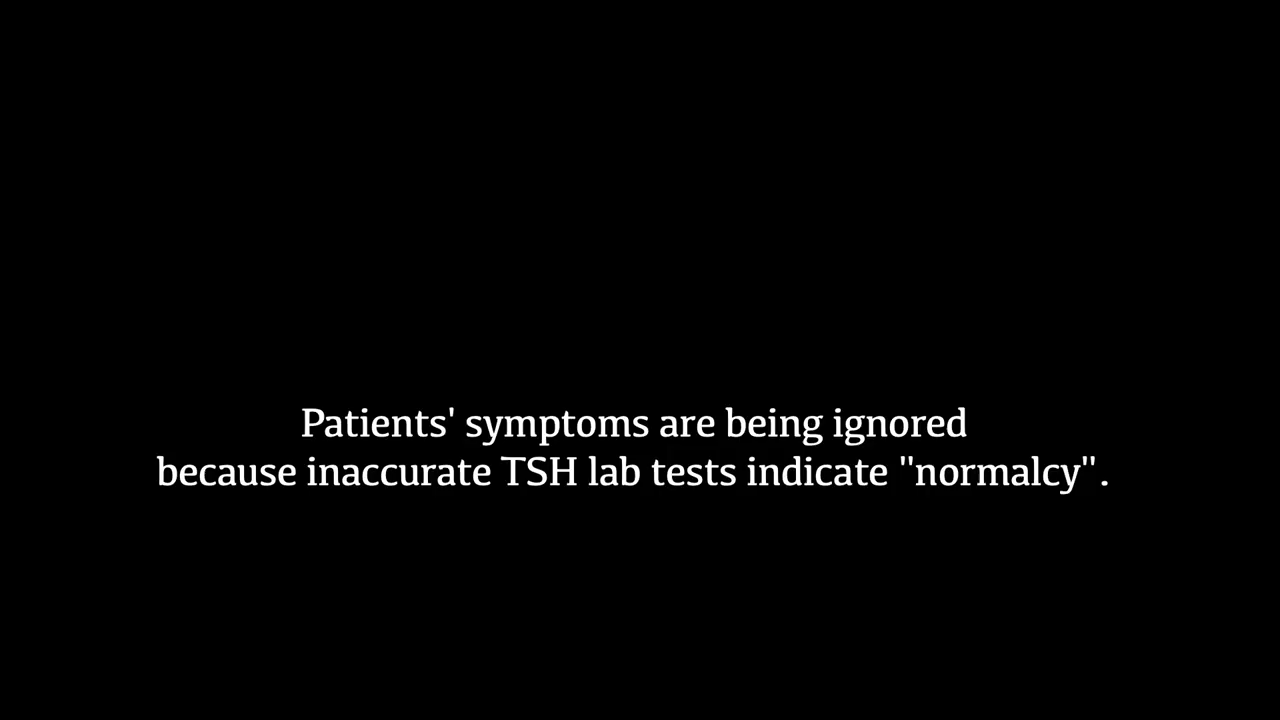 Patients' symptoms are being ignored
because inaccurate TSH lab tests indicate "normalcy".